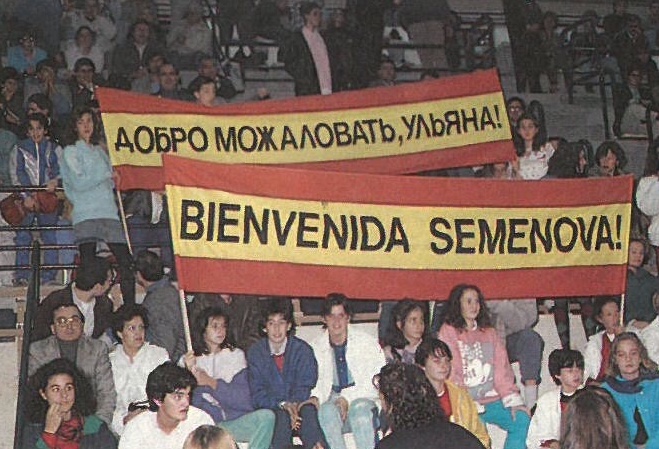 ДОБРО МОЖАЛОВАТЬ, УЛЬЯНА!
BIENVENIDA SEMENOVA!